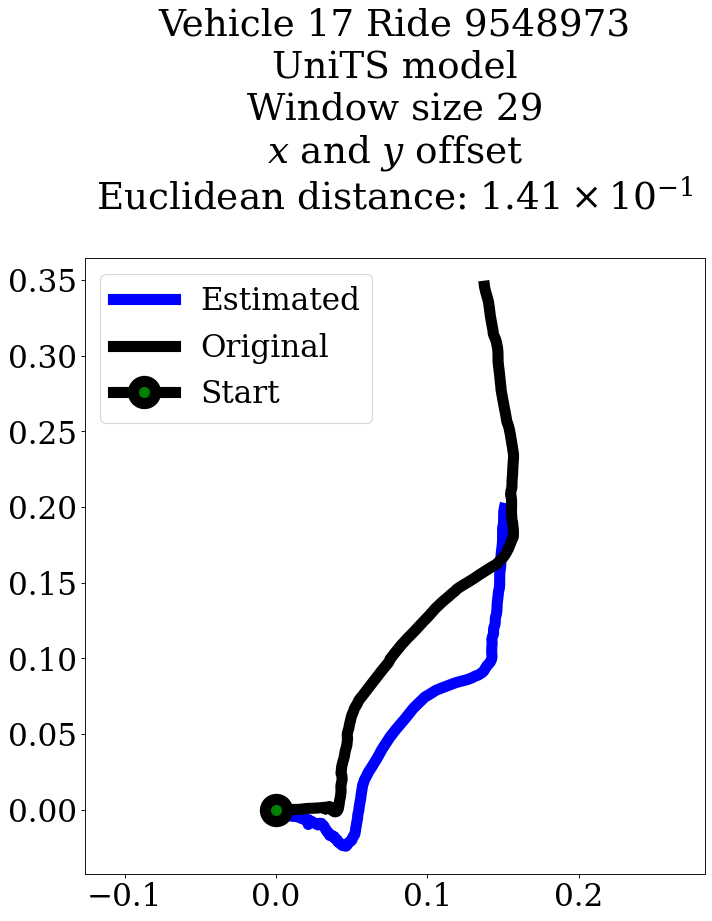 Vehicle 17 Ride 9548973
UniTS model
Window size 29
x and y offset
Euclidean distance: 1.41 × 10⁻¹
0.35
0.30
0.25
0.20
0.15
0.10
0.05
0.00
Estimated
Original
Start
−0.1 0.0 0.1 0.2